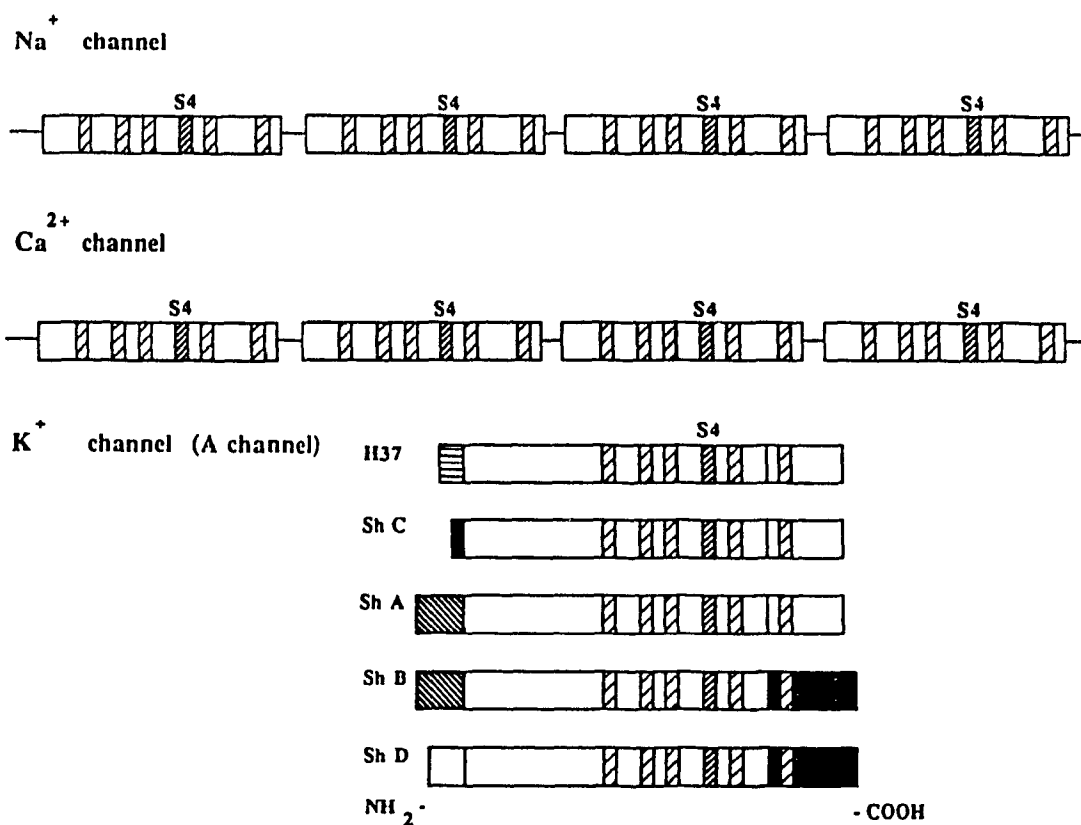 Na+ channel
S4 S4 S4 S4
Ca2+ channel
S4 S4 S4 S4
K+ channel (A channel)
S4
H37
Sh C
Sh A
Sh B
Sh D
NH2 - - COOH